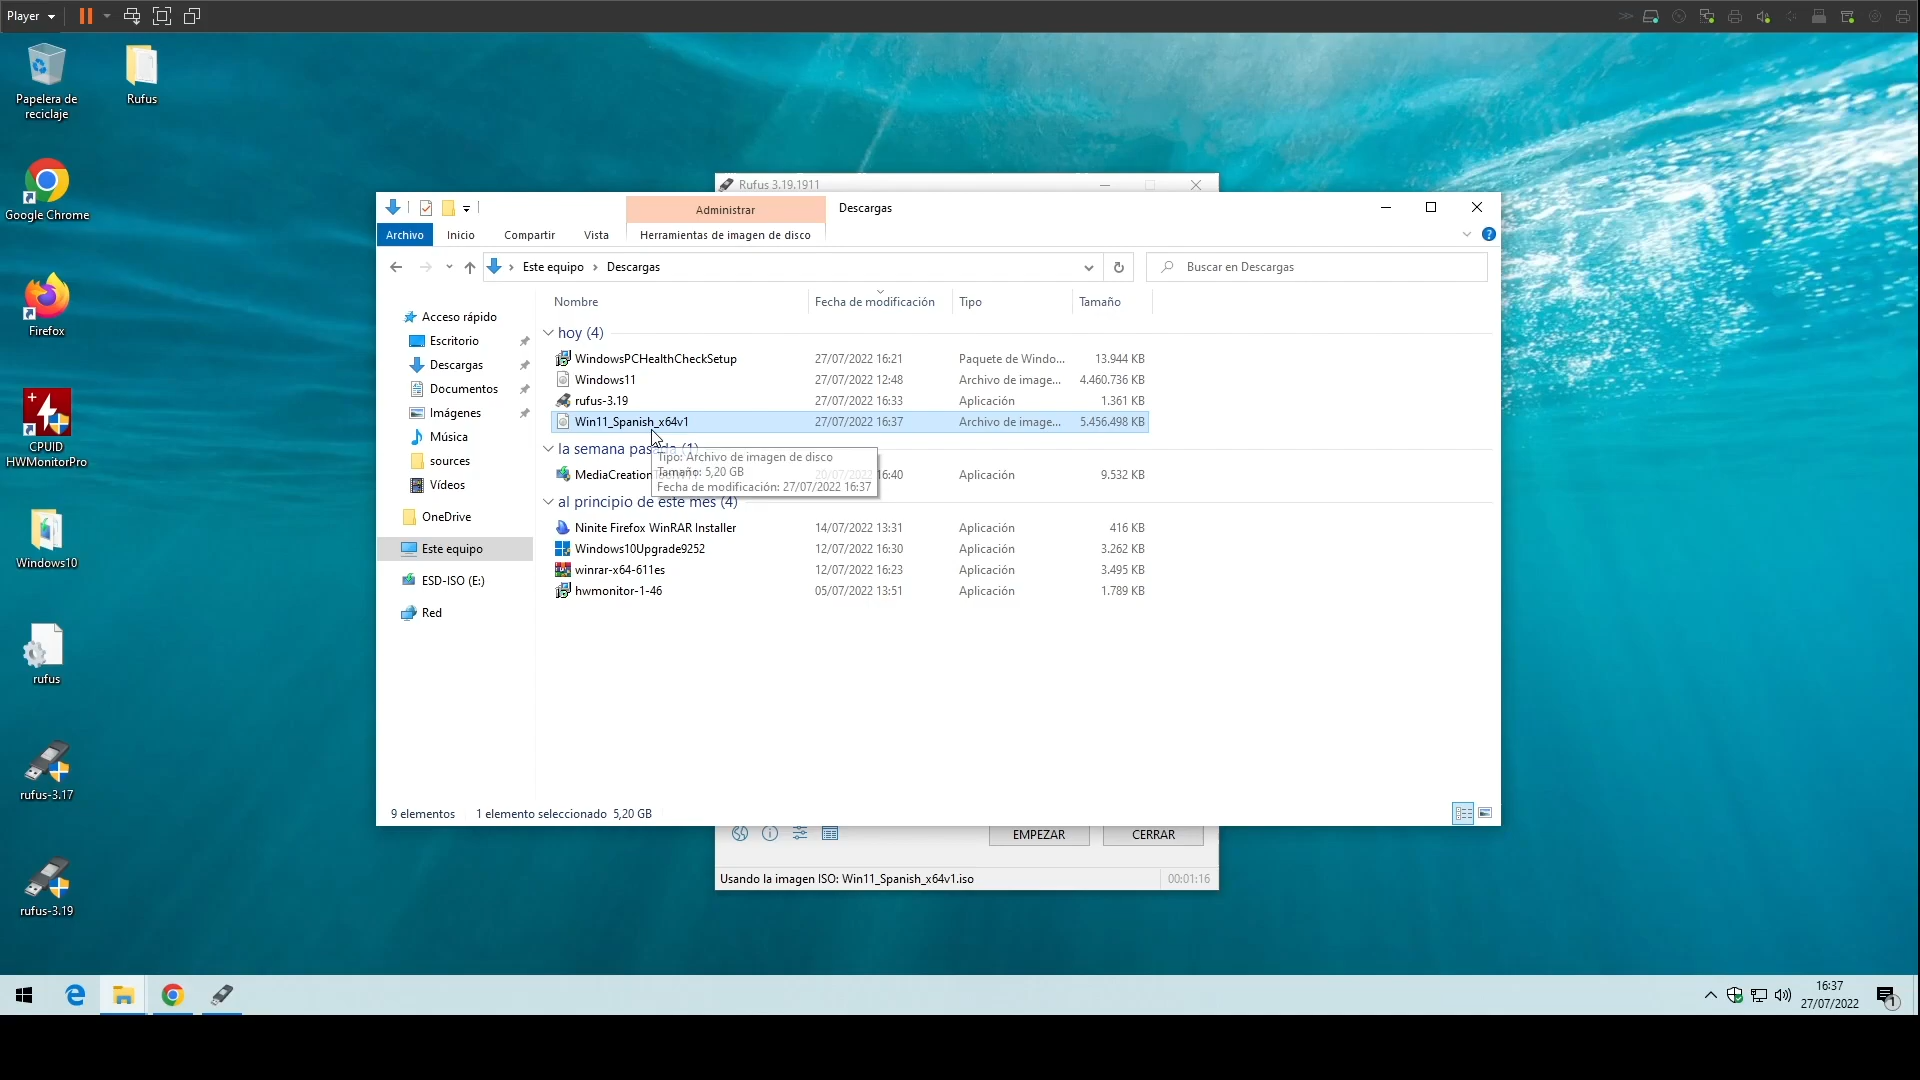 Player
Papelera de
reciclaje
Rufus
Google Chrome
Firefox
CPUID
HWMonitorPro
Windows10
rufus
rufus-3.17
rufus-3.19
Rufus 3.19.1911
Administrar
Descargas
Archivo
Inicio
Compartir
Vista
Herramientas de imagen de disco
Este equipo
Descargas
Buscar en Descargas
Acceso rápido
Escritorio
Descargas
Documentos
Imágenes
Música
sources
Vídeos
OneDrive
Este equipo
ESD-ISO (E:)
Red
Nombre Fecha de modificación Tipo Tamaño
hoy (4)
WindowsPCHealthCheckSetup 27/07/2022 16:21 Paquete de Windo... 13.944 KB
Windows11 27/07/2022 12:48 Archivo de image... 4.460.736 KB
rufus-3.19 27/07/2022 16:33 Aplicación 1.361 KB
Win11_Spanish_x64v1 27/07/2022 16:37 Archivo de image... 5.456.498 KB
la semana pasada (1)
Tipo: Archivo de imagen de disco
Tamaño: 5,20 GB
Fecha de modificación: 27/07/2022 16:37
MediaCreation 20/07/2022 16:40 Aplicación 9.532 KB
al principio de este mes (4)
Ninite Firefox WinRAR Installer 14/07/2022 13:31 Aplicación 416 KB
Windows10Upgrade9252 12/07/2022 16:30 Aplicación 3.262 KB
winrar-x64-611es 12/07/2022 16:23 Aplicación 3.495 KB
hwmonitor-1-46 05/07/2022 13:51 Aplicación 1.789 KB
9 elementos 1 elemento seleccionado 5,20 GB
EMPEZAR
CERRAR
Usando la imagen ISO: Win11_Spanish_x64v1.iso
00:01:16
16:37
27/07/2022
1